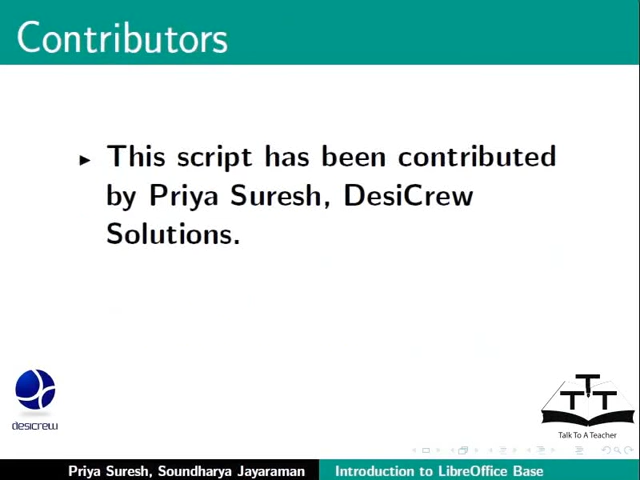 Contributors
This script has been contributed
by Priya Suresh, DesiCrew
Solutions.
desicrew
T
T T
Talk To A Teacher
Priya Suresh, Soundharya Jayaraman
Introduction to LibreOffice Base